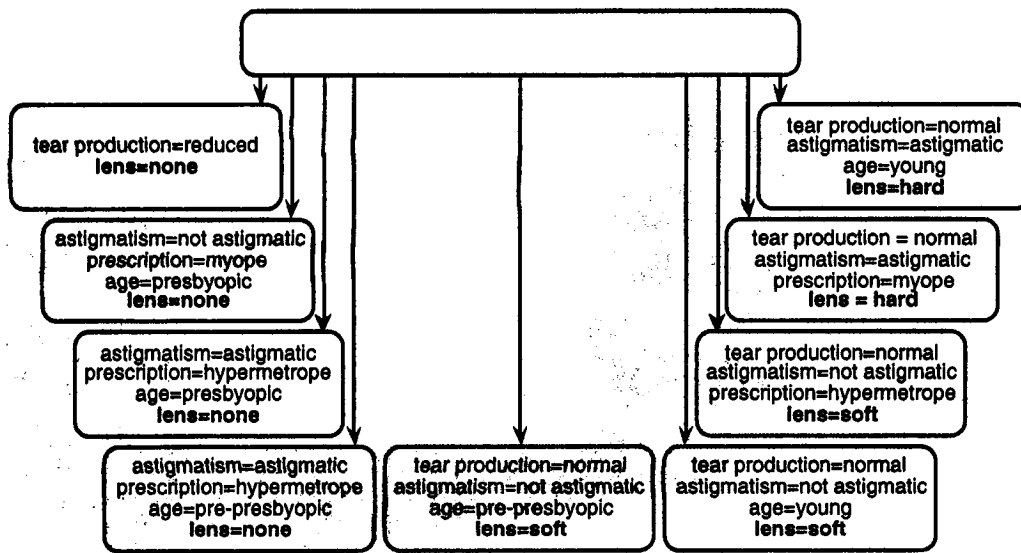 tear production=reduced
lens=none
astigmatism=not astigmatic
prescription=myope
age=presbyopic
lens=none
astigmatism=astigmatic
prescription=hypermetrope
age=presbyopic
lens=none
astigmatism=astigmatic
prescription=hypermetrope
age=pre-presbyopic
lens=none
tear production=normal
astigmatism=not astigmatic
age=pre-presbyopic
lens=soft
tear production=normal
astigmatism=astigmatic
age=young
lens=hard
tear production = normal
astigmatism=astigmatic
prescription=myope
lens = hard
tear production=normal
astigmatism=not astigmatic
prescription=hypermetrope
lens=soft
tear production=normal
astigmatism=not astigmatic
age=young
lens=soft